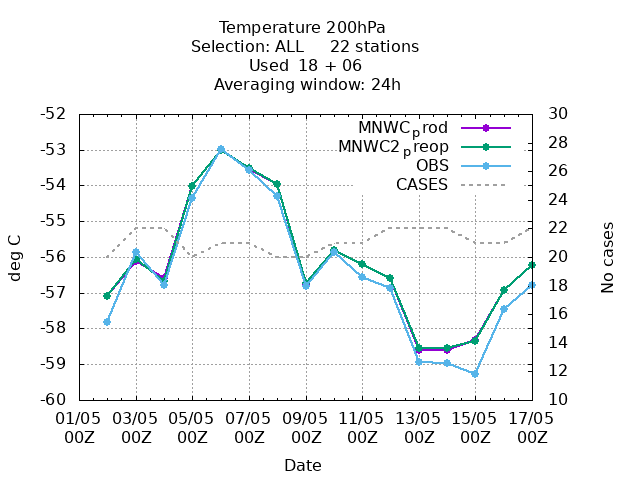 Temperature 200hPa
Selection: ALL 22 stations
Used 18 + 06
Averaging window: 24h
-52 30
MNWC_prod
-53 28
MNWC2_preop
OBS
26
-54 CASES 24
-55 22
-56 20
-57 18
16
-58 14
-59 12
-60 10
01/05 03/05 05/05 07/05 09/05 11/05 13/05 15/05 17/05
00Z 00Z 00Z 00Z 00Z 00Z 00Z 00Z 00Z
deg C
No cases
Date